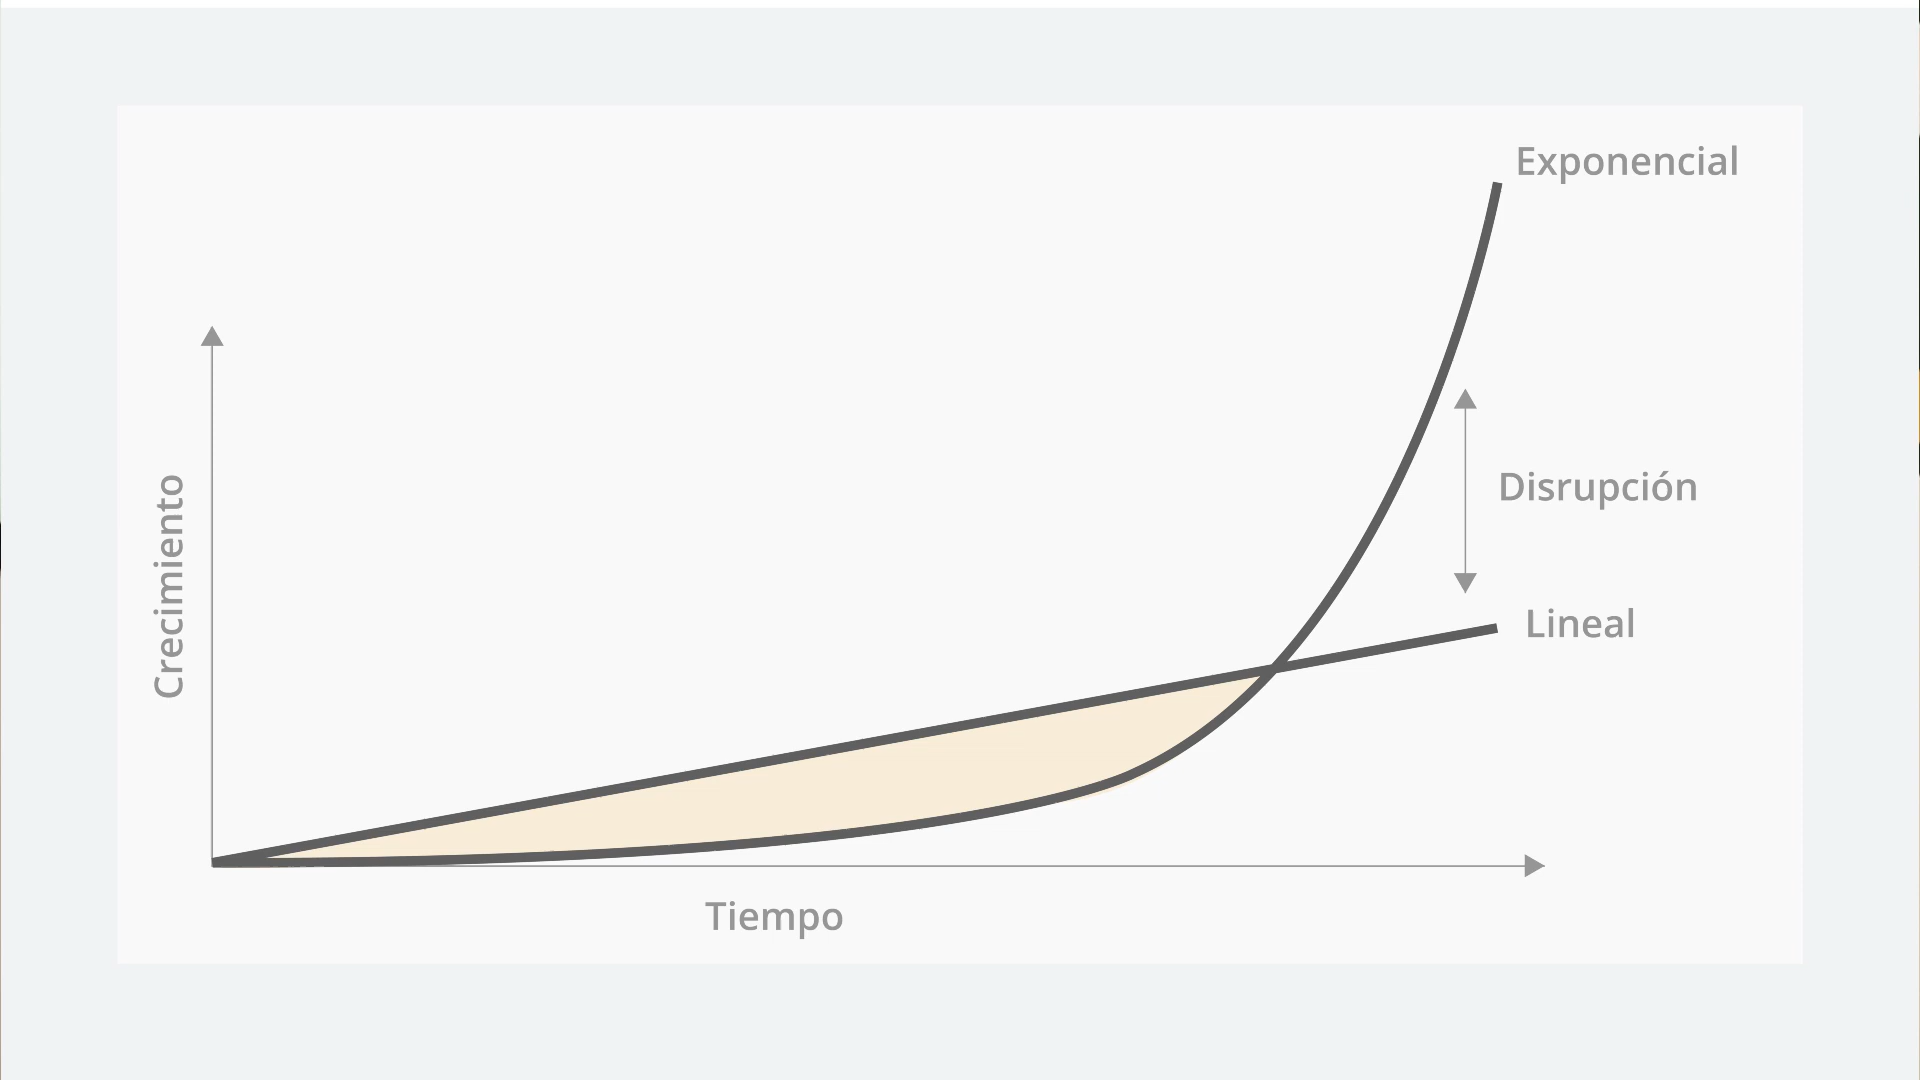 Exponencial
Disrupción
Lineal
Crecimiento
Tiempo